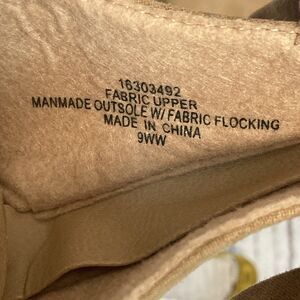 16303492
FABRIC UPPER
MANMADE OUTSOLE W/ FABRIC FLOCKING
MADE IN CHINA
9WW